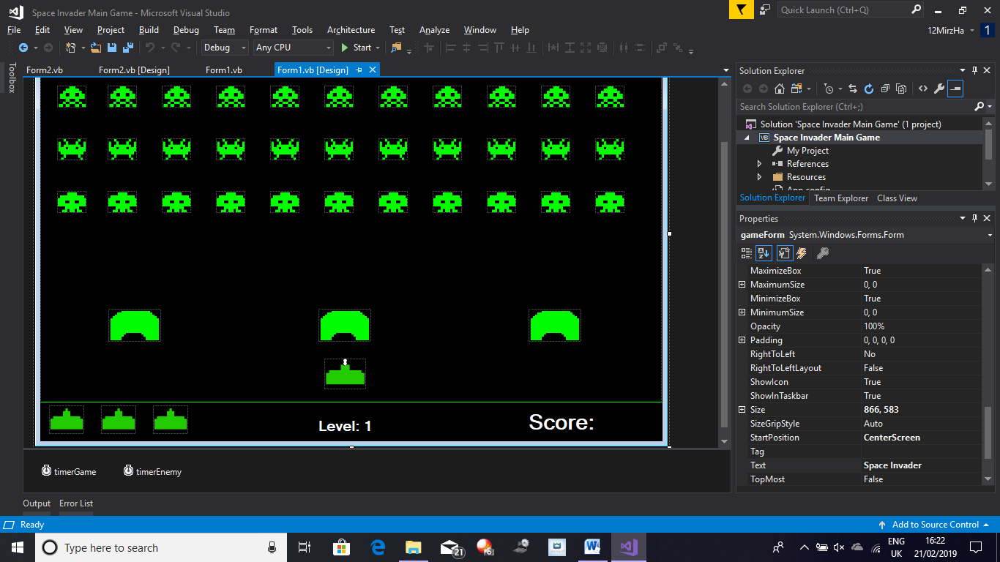 Space Invader Main Game - Microsoft Visual Studio
Quick Launch (Ctrl+Q)
File Edit View Project Build Debug Team Format Tools Architecture Test Analyze Window Help
12MirzHa 1
Debug Any CPU Start
Toolbox
Form2.vb Form2.vb [Design] Form1.vb Form1.vb [Design]
Level: 1
Score:
timerGame timerEnemy
Solution Explorer
Search Solution Explorer (Ctrl+;)
Solution 'Space Invader Main Game' (1 project)
VB Space Invader Main Game
My Project
References
Resources
App.config
Solution Explorer Team Explorer Class View
Properties
gameForm System.Windows.Forms.Form
MaximizeBox True
MaximumSize 0, 0
MinimizeBox True
MinimumSize 0, 0
Opacity 100%
Padding 0, 0, 0, 0
RightToLeft No
RightToLeftLayout False
ShowIcon True
ShowInTaskbar True
Size 866, 583
SizeGripStyle Auto
StartPosition CenterScreen
Tag
Text Space Invader
TopMost False
Output Error List
Ready
Add to Source Control
Type here to search
21
ENG
UK
16:22
21/02/2019